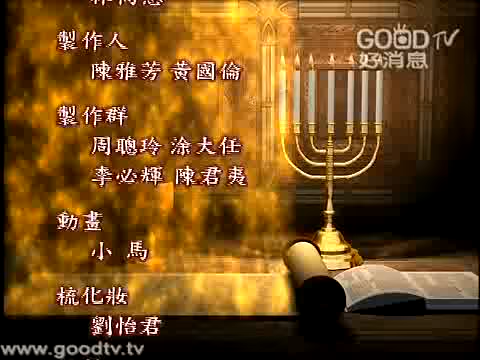 製作人
陳雅芳 黃國倫
製作群
周聰玲 涂大任
李必輝 陳君夷
動畫
小 馬
梳化妝
劉怡君
GOOD TV
好消息
www.goodtv.tv